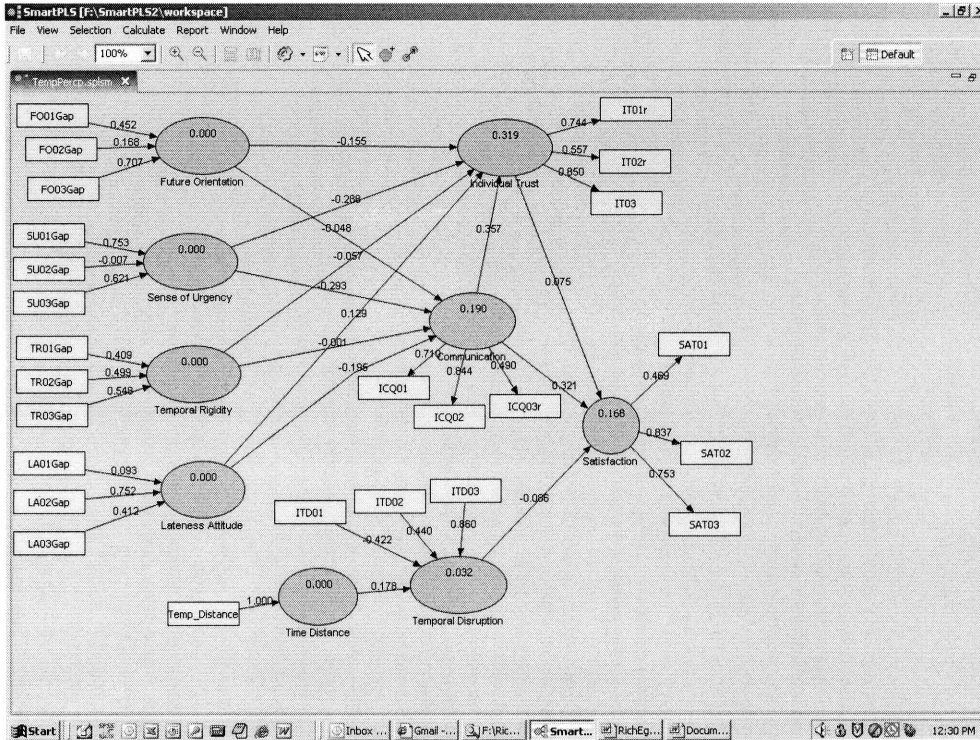 SmartPLS [F:\SmartPLS2\workspace]
File View Selection Calculate Report Window Help
100%
Default
TempPercp.splsm
FO01Gap
0.452
FO02Gap
0.168
FO03Gap
0.707
0.000
Future Orientation
-0.155
-0.048
SU01Gap
0.753
SU02Gap
-0.007
SU03Gap
0.621
0.000
Sense of Urgency
-0.288
-0.293
TR01Gap
0.409
TR02Gap
0.499
TR03Gap
0.548
0.000
Temporal Rigidity
-0.057
-0.001
LA01Gap
0.093
LA02Gap
0.752
LA03Gap
0.412
0.000
Lateness Attitude
0.129
-0.195
0.319
Individual Trust
0.744
IT01r
0.557
IT02r
0.850
IT03
0.357
0.075
0.190
Communication
0.710
ICQ01
0.844
ICQ02
0.490
ICQ03r
0.321
0.168
Satisfaction
SAT01
0.837
SAT02
0.753
SAT03
ITD01
-0.422
ITD02
0.440
ITD03
0.860
0.032
Temporal Disruption
-0.086
Temp_Distance
1.000
0.000
Time Distance
0.178
Start
Inbox ...
Gmail -...
F:\Ric...
Smart...
RichEg...
Docum...
12:30 PM